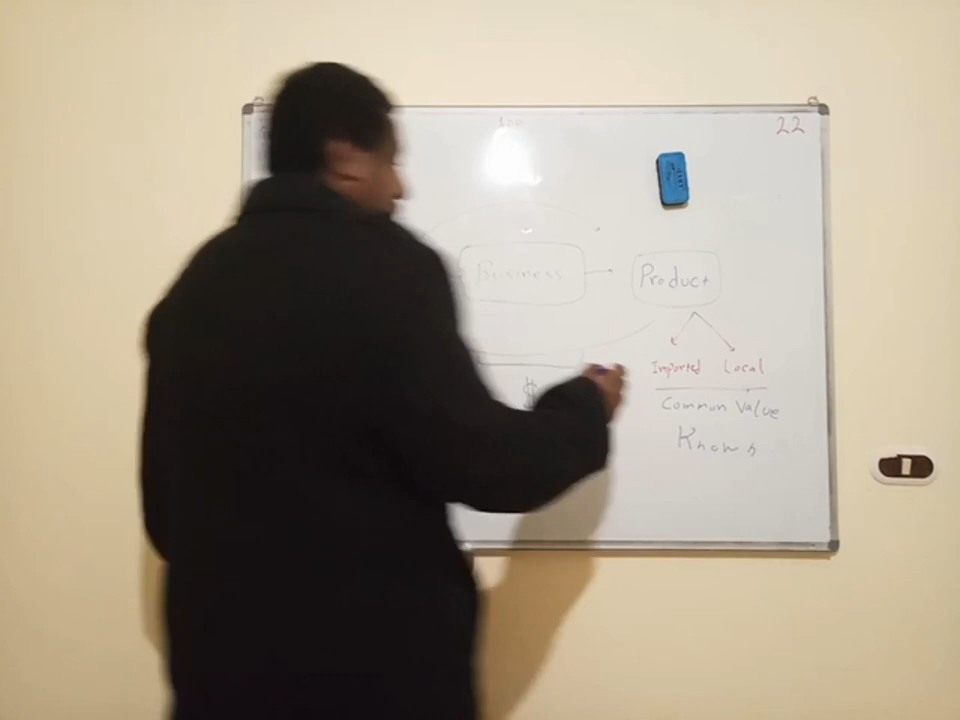 100
22
Business
Product
Imported Local
$
Common Value
Known